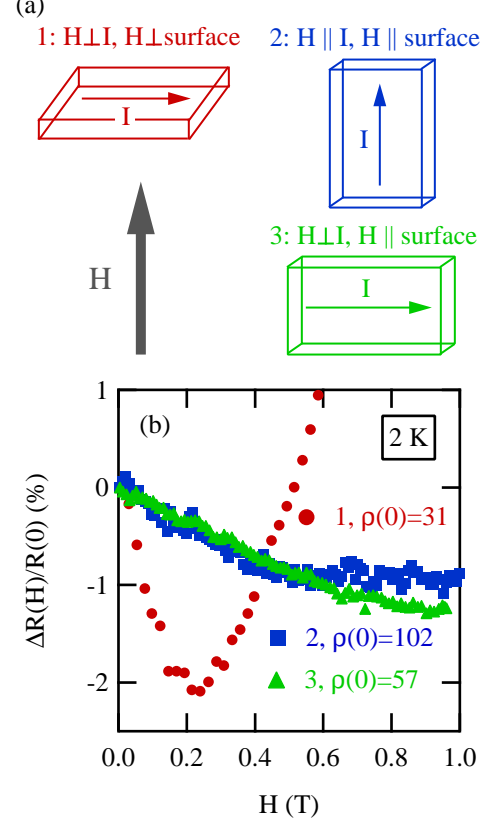 (a)
1: H⊥I, H⊥surface
2: H || I, H || surface
I
I
3: H⊥I, H || surface
H
I
(b)
2 K
1
0
-1
-2
ΔR(H)/R(0) (%)
1, ρ(0)=31
2, ρ(0)=102
3, ρ(0)=57
0.0 0.2 0.4 0.6 0.8 1.0
H (T)